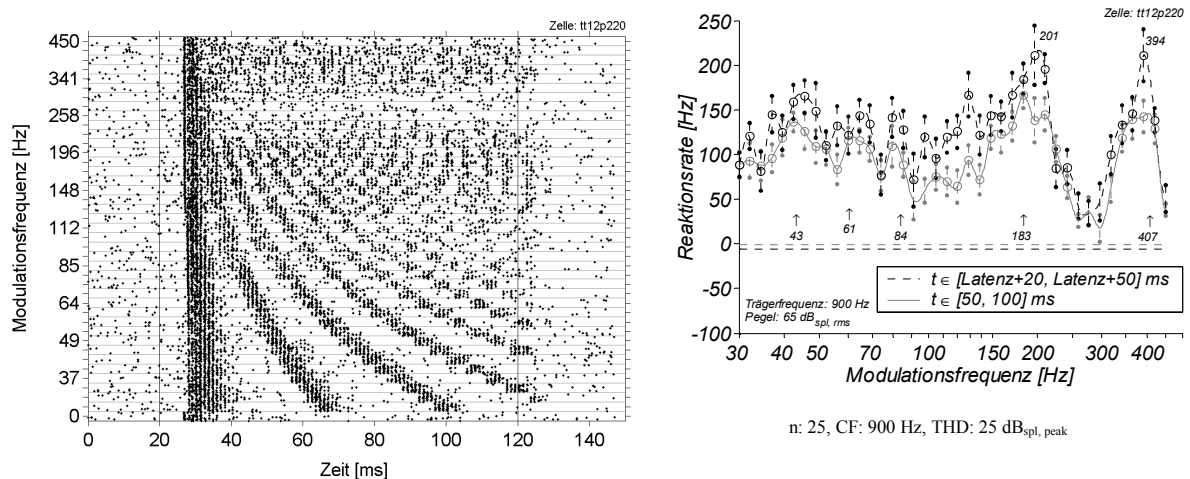 Zelle: tt12p220
Modulationsfrequenz [Hz]
450
341
258
196
148
112
85
64
49
37
0
0 20 40 60 80 100 120 140
Zeit [ms]
Zelle: tt12p220
Reaktionsrate [Hz]
250
200
150
100
50
0
-50
-100
201
394
43 61 84 183 407
t ∈ [Latenz+20, Latenz+50] ms
t ∈ [50, 100] ms
Trägerfrequenz: 900 Hz
Pegel: 65 dB spl, rms
30 40 50 70 100 150 200 300 400
Modulationsfrequenz [Hz]
n: 25, CF: 900 Hz, THD: 25 dB spl, peak